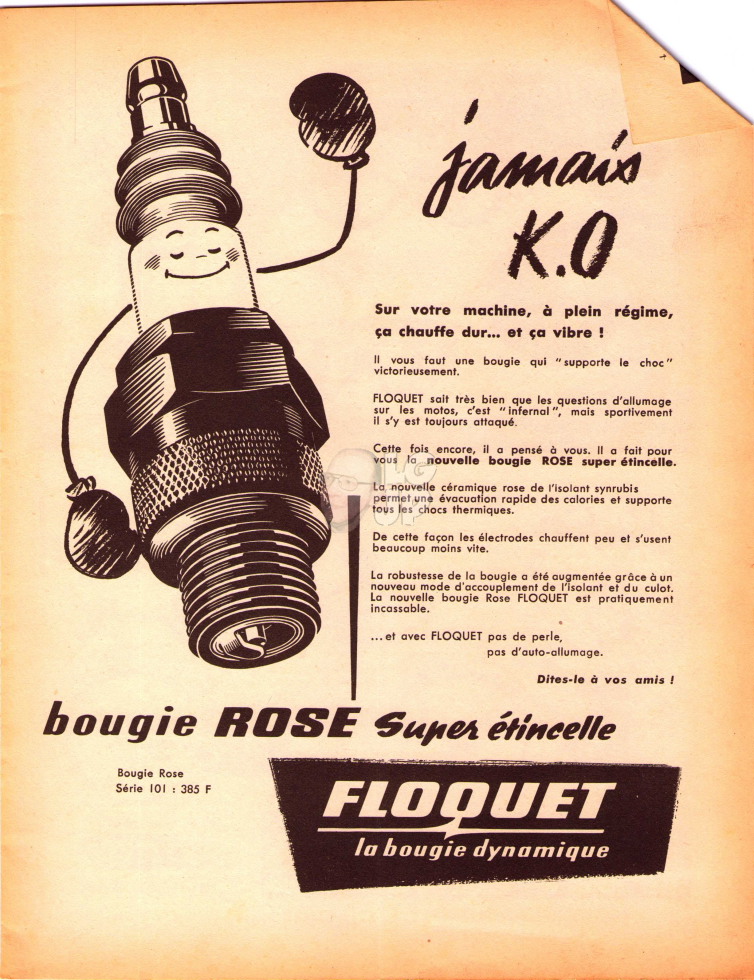 jamais
K.O
Sur votre machine, à plein régime,
ça chauffe dur... et ça vibre !
Il vous faut une bougie qui "supporte le choc"
victorieusement.
FLOQUET sait très bien que les questions d'allumage
sur les motos, c'est "infernal", mais sportivement
il s'y est toujours attaqué.
Cette fois encore, il a pensé à vous. Il a fait pour
vous la nouvelle bougie ROSE super étincelle.
La nouvelle céramique rose de l'isolant synrubis
permet une évacuation rapide des calories et supporte
tous les chocs thermiques.
De cette façon les électrodes chauffent peu et s'usent
beaucoup moins vite.
La robustesse de la bougie a été augmentée grâce à un
nouveau mode d'accouplement de l'isolant et du culot.
La nouvelle bougie Rose FLOQUET est pratiquement
incassable.
...et avec FLOQUET pas de perle,
pas d'auto-allumage.
Dites-le à vos amis !
bougie ROSE Super étincelle
Bougie Rose
Série 101 : 385 F
FLOQUET
la bougie dynamique